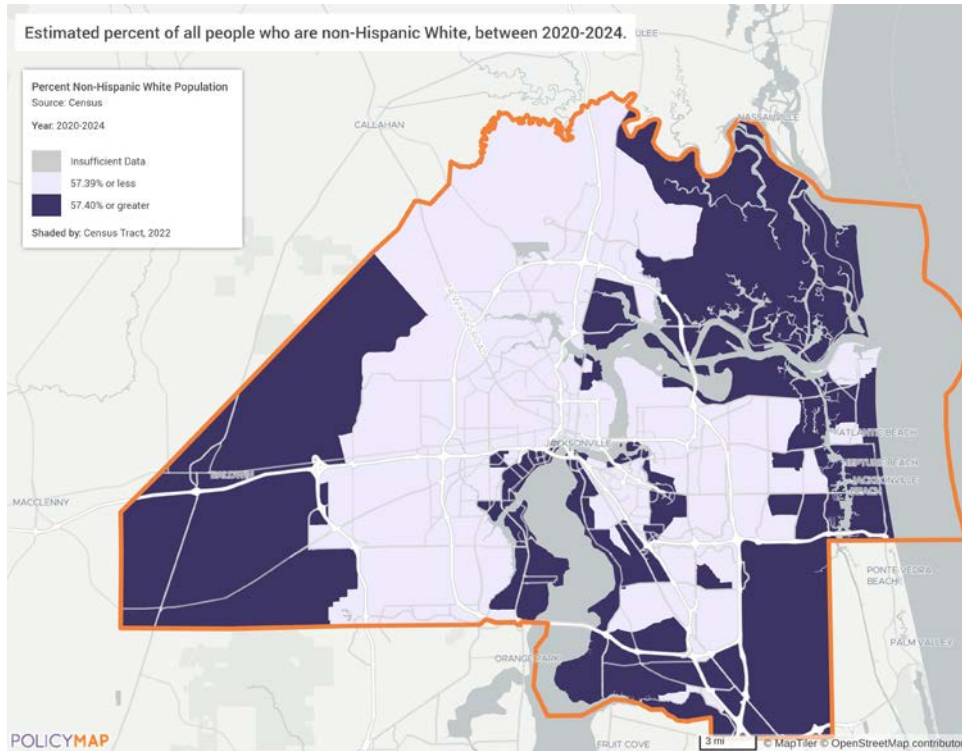 Estimated percent of all people who are non-Hispanic White, between 2020-2024.
Percent Non-Hispanic White Population
Source: Census
Year: 2020-2024
Insufficient Data
57.39% or less
57.40% or greater
Shaded by: Census Tract, 2022
ULEE
CALLAHAN
NASSAUVILLE
ATLANTIC BEACH
JACKSONVILLE
NEPTUNE BEACH
BALDWIN
JACKSONVILLE
BEACH
MACCLENNY
PONTE VEDRA
BEACH
PALM VALLEY
ORANGE PARK
FRUIT COVE
3 mi
© MapTiler © OpenStreetMap contributor
POLICYMAP